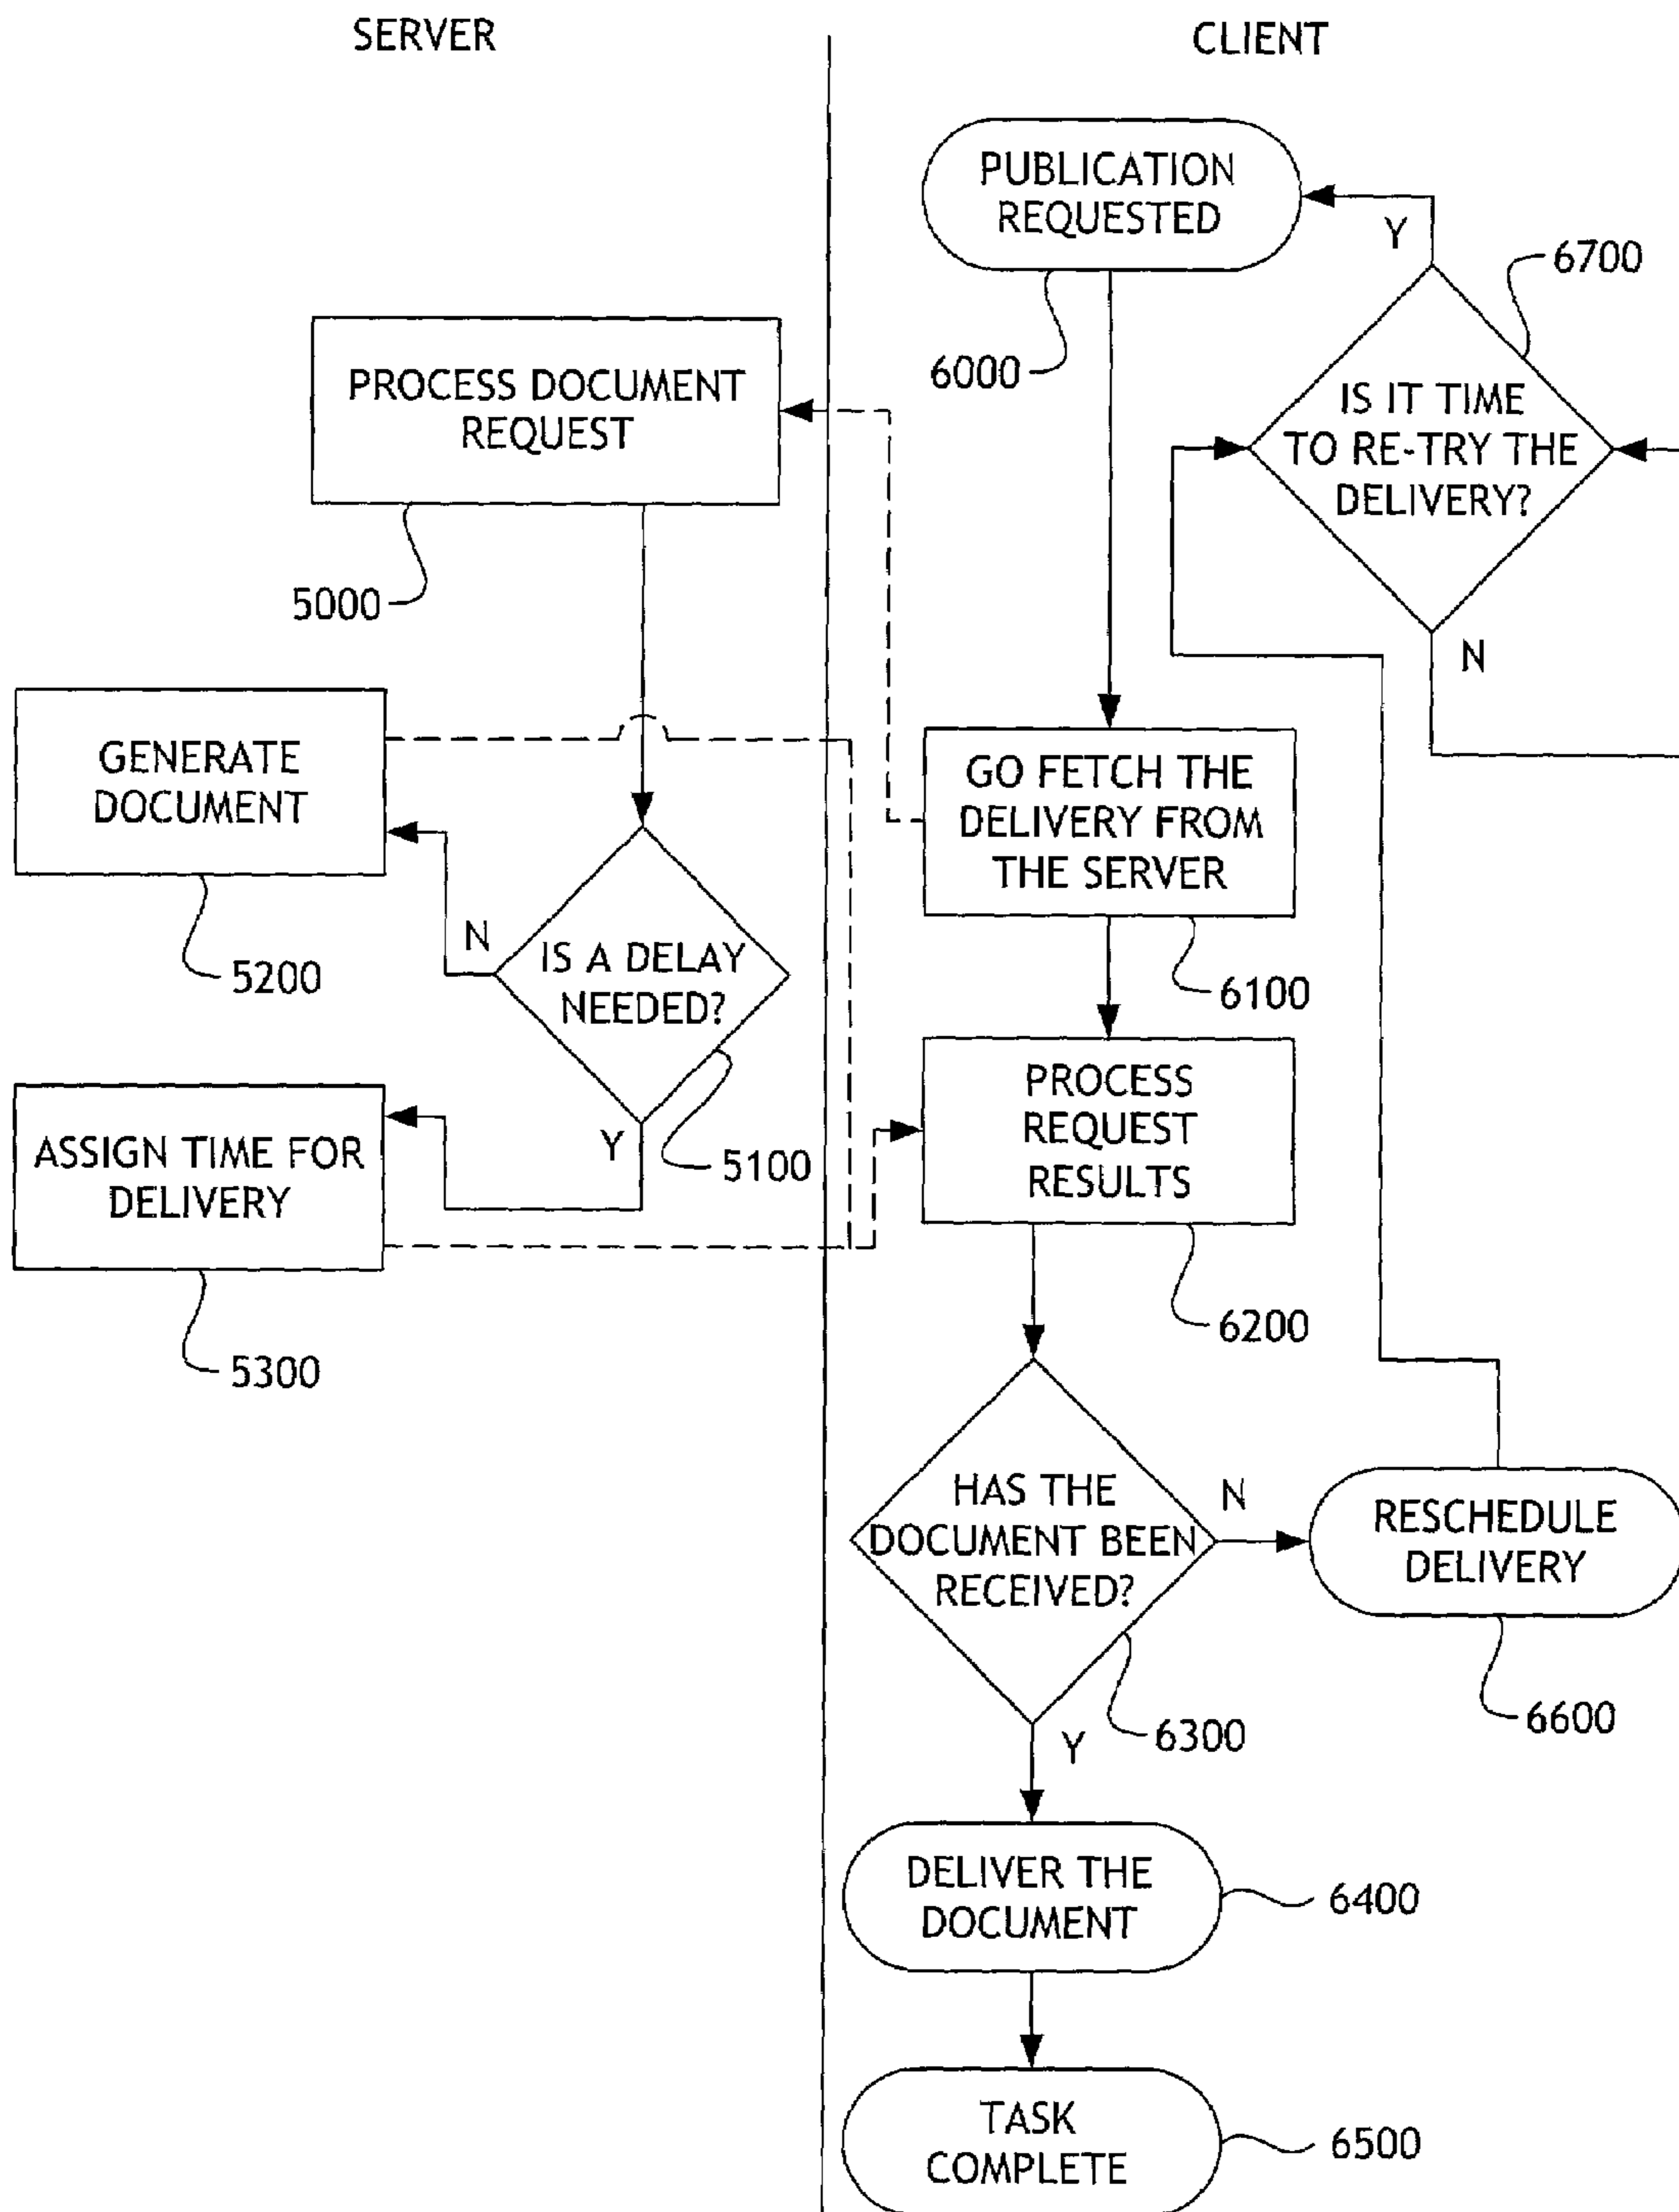 SERVER
CLIENT
PUBLICATION
REQUESTED
Y
6700
6000
PROCESS DOCUMENT
REQUEST
IS IT TIME
TO RE-TRY THE
DELIVERY?
5000
N
GENERATE
DOCUMENT
GO FETCH THE
DELIVERY FROM
THE SERVER
N
5200
IS A DELAY
NEEDED?
6100
ASSIGN TIME FOR
DELIVERY
Y
5100
PROCESS
REQUEST
RESULTS
5300
6200
HAS THE
DOCUMENT BEEN
RECEIVED?
N
RESCHEDULE
DELIVERY
6300
6600
Y
DELIVER THE
DOCUMENT
6400
TASK
COMPLETE
6500